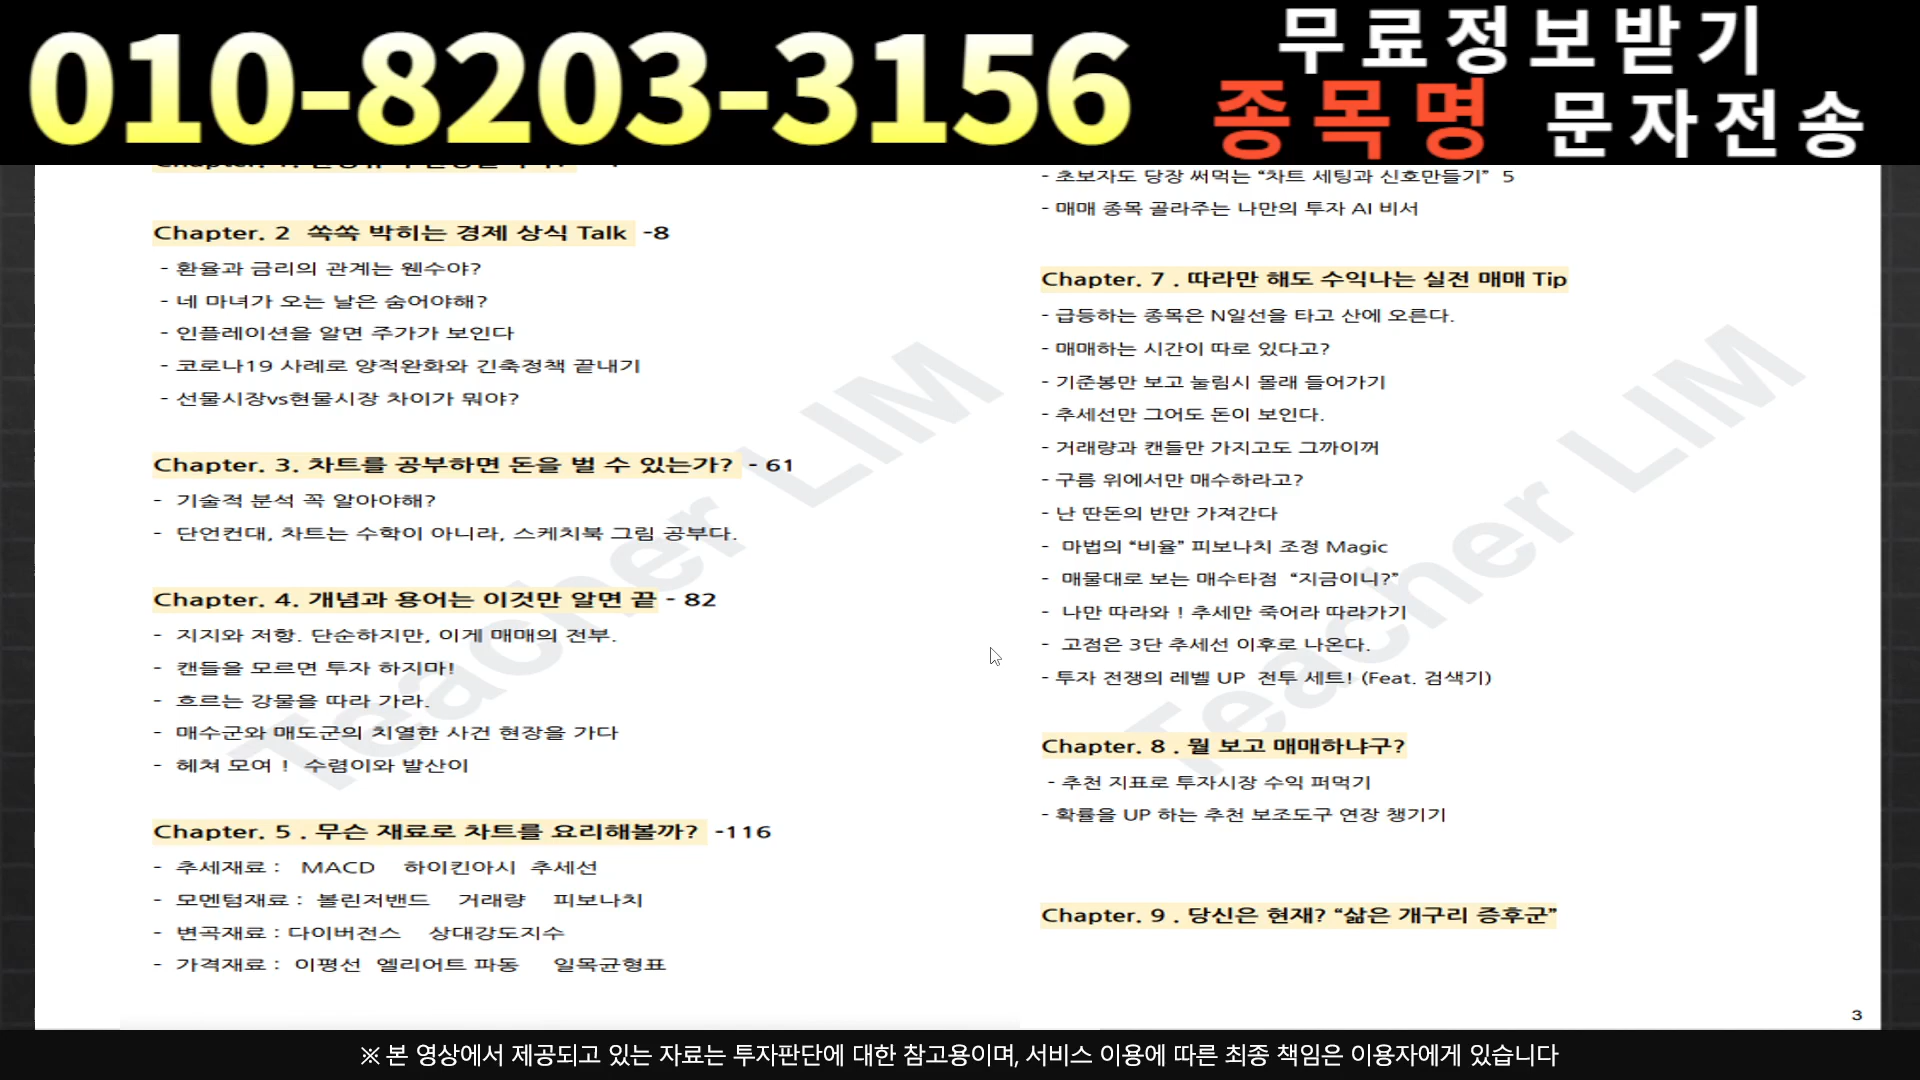 010-8203-3156
무료정보받기
종목명 문자전송
Chapter. 2 쏙쏙 박히는 경제 상식 Talk -8
- 환율과 금리의 관계는 웬수야?
- 네 마녀가 오는 날은 숨어야해?
- 인플레이션을 알면 주가가 보인다
- 코로나19 사례로 양적완화와 긴축정책 끝내기
- 선물시장vs현물시장 차이가 뭐야?
Chapter. 3. 차트를 공부하면 돈을 벌 수 있는가? - 61
- 기술적 분석 꼭 알아야해?
- 단언컨대, 차트는 수학이 아니라, 스케치북 그림 공부다.
Chapter. 4. 개념과 용어는 이것만 알면 끝 - 82
- 지지와 저항. 단순하지만, 이게 매매의 전부.
- 캔들을 모르면 투자 하지마!
- 흐르는 강물을 따라 가라.
- 매수군와 매도군의 치열한 사건 현장을 가다
- 헤쳐 모여 ! 수렴이와 발산이
Chapter. 5 . 무슨 재료로 차트를 요리해볼까? -116
- 추세재료 : MACD 하이킨아시 추세선
- 모멘텀재료 : 볼린저밴드 거래량 피보나치
- 변곡재료 : 다이버전스 상대강도지수
- 가격재료 : 이평선 엘리어트 파동 일목균형표
- 초보자도 당장 써먹는 “차트 세팅과 신호만들기” 5
- 매매 종목 골라주는 나만의 투자 AI 비서
Chapter. 7 . 따라만 해도 수익나는 실전 매매 Tip
- 급등하는 종목은 N일선을 타고 산에 오른다.
- 매매하는 시간이 따로 있다고?
- 기준봉만 보고 눌림시 몰래 들어가기
- 추세선만 그어도 돈이 보인다.
- 거래량과 캔들만 가지고도 그까이꺼
- 구름 위에서만 매수하라고?
- 난 딴돈의 반만 가져간다
- 마법의 “비율” 피보나치 조정 Magic
- 매물대로 보는 매수타점 “지금이니?”
- 나만 따라와 ! 추세만 죽어라 따라가기
- 고점은 3단 추세선 이후로 나온다.
- 투자 전쟁의 레벨 UP 전투 세트! (Feat. 검색기)
Chapter. 8 . 뭘 보고 매매하냐구?
- 추천 지표로 투자시장 수익 퍼먹기
- 확률을 UP 하는 추천 보조도구 연장 챙기기
Chapter. 9 . 당신은 현재? “삶은 개구리 증후군”
Teacher LIM
Teacher LIM
3
※ 본 영상에서 제공되고 있는 자료는 투자판단에 대한 참고용이며, 서비스 이용에 따른 최종 책임은 이용자에게 있습니다